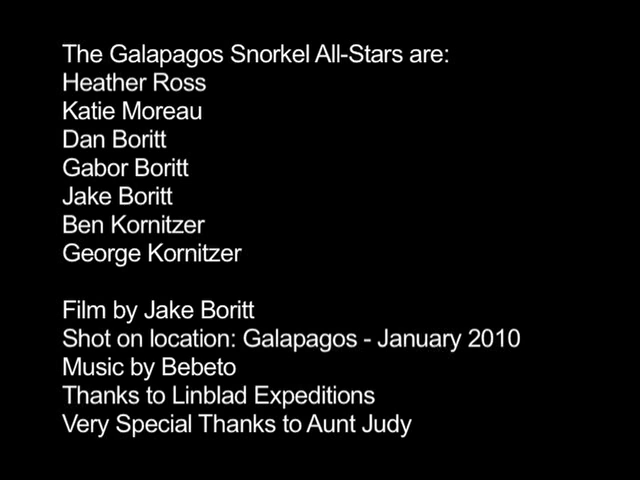 The Galapagos Snorkel All-Stars are:
Heather Ross
Katie Moreau
Dan Boritt
Gabor Boritt
Jake Boritt
Ben Kornitzer
George Kornitzer
Film by Jake Boritt
Shot on location: Galapagos - January 2010
Music by Bebeto
Thanks to Linblad Expeditions
Very Special Thanks to Aunt Judy